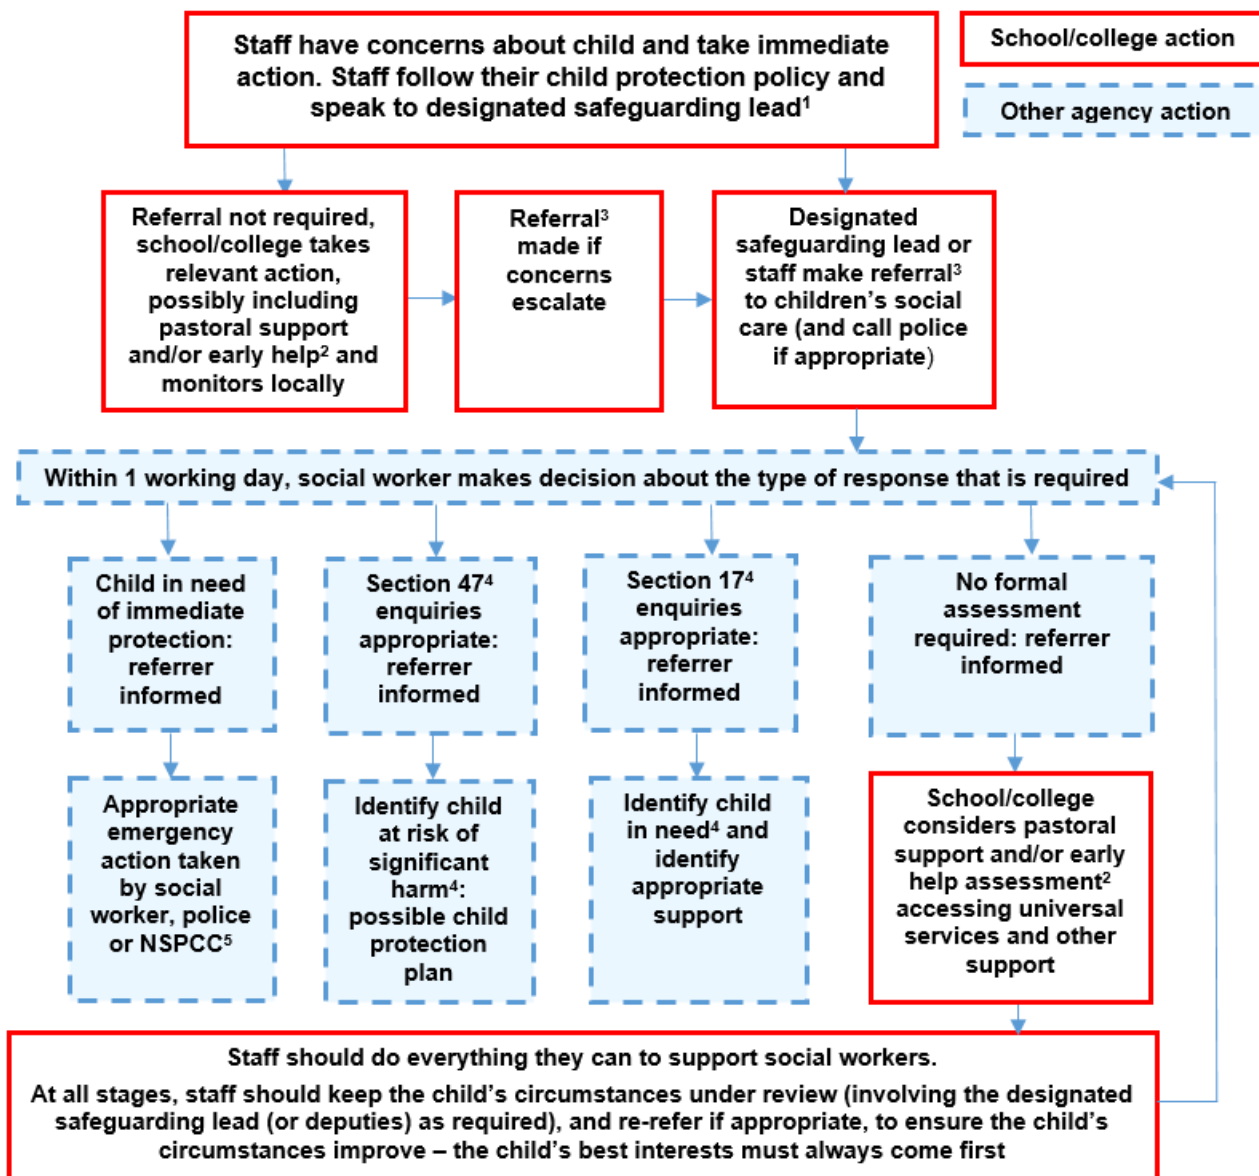 Staff have concerns about child and take immediate
action. Staff follow their child protection policy and
speak to designated safeguarding lead¹
School/college action
Other agency action
Referral not required,
school/college takes
relevant action,
possibly including
pastoral support
and/or early help² and
monitors locally
Referral³
made if
concerns
escalate
Designated
safeguarding lead or
staff make referral³
to children’s social
care (and call police
if appropriate)
Within 1 working day, social worker makes decision about the type of response that is required
Child in need
of immediate
protection:
referrer
informed
Section 47⁴
enquiries
appropriate:
referrer
informed
Section 17⁴
enquiries
appropriate:
referrer
informed
No formal
assessment
required: referrer
informed
Appropriate
emergency
action taken
by social
worker, police
or NSPCC⁵
Identify child
at risk of
significant
harm⁴:
possible child
protection
plan
Identify child
in need⁴ and
identify
appropriate
support
School/college
considers pastoral
support and/or early
help assessment²
accessing universal
services and other
support
Staff should do everything they can to support social workers.
At all stages, staff should keep the child’s circumstances under review (involving the designated
safeguarding lead (or deputies) as required), and re-refer if appropriate, to ensure the child’s
circumstances improve – the child’s best interests must always come first